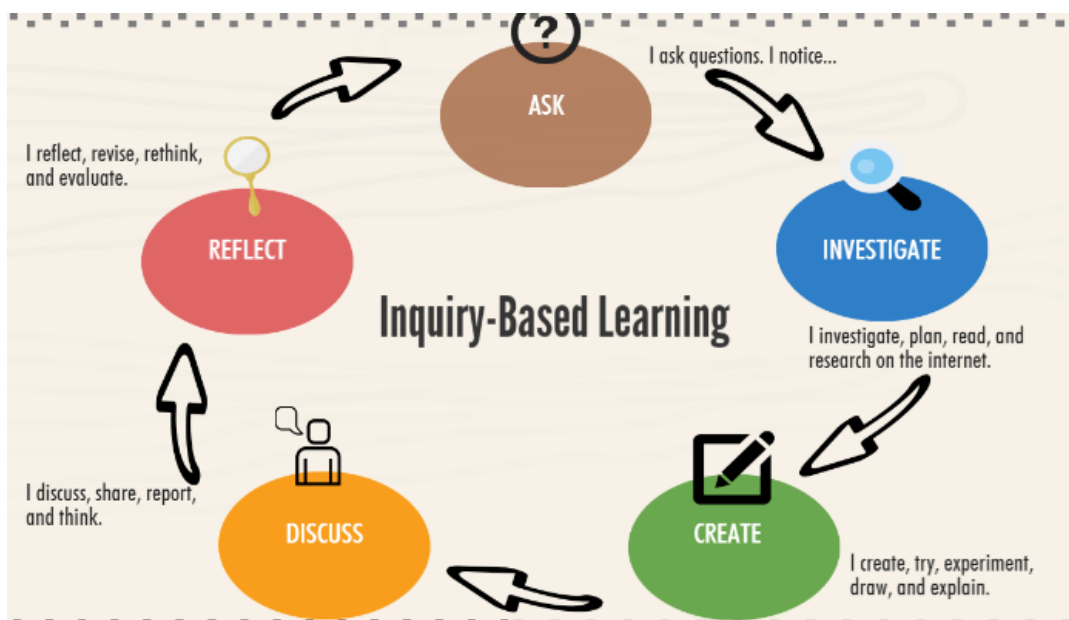 ?
I ask questions. I notice...
ASK
I reflect, revise, rethink,
and evaluate.
REFLECT
INVESTIGATE
Inquiry-Based Learning
I investigate, plan, read, and
research on the internet.
I discuss, share, report,
and think.
DISCUSS
CREATE
I create, try, experiment,
draw, and explain.